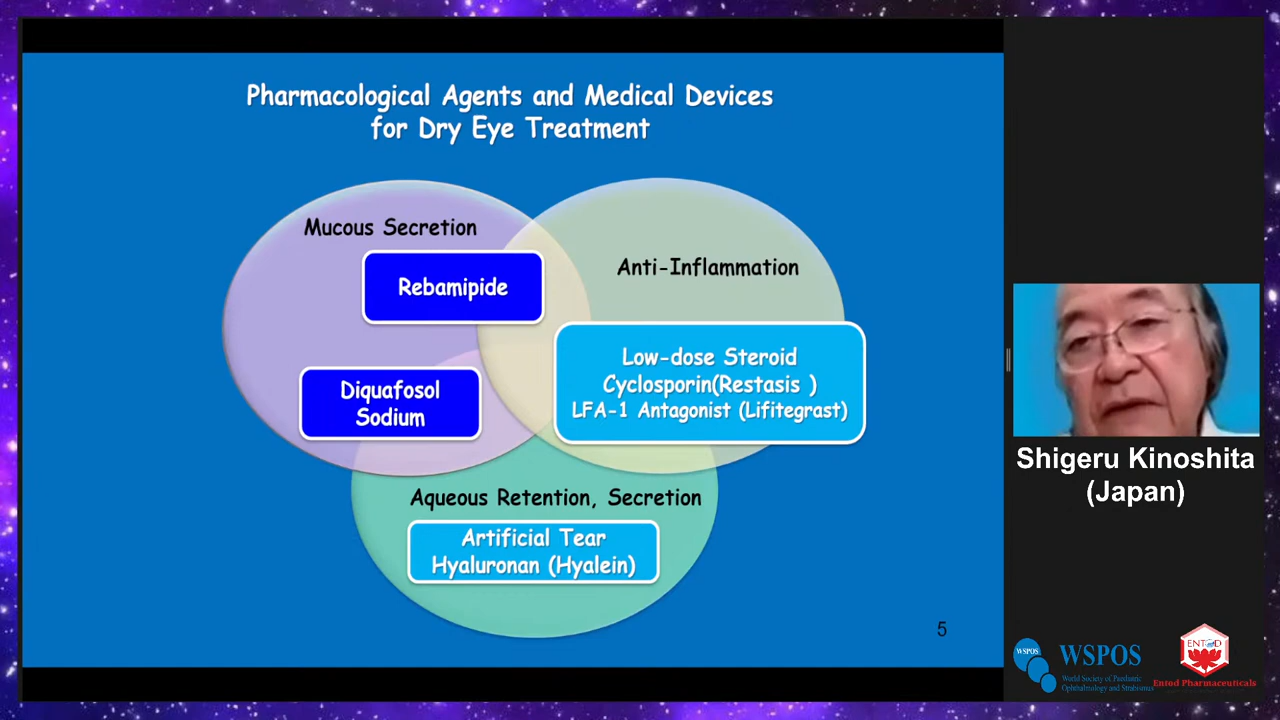 Pharmacological Agents and Medical Devices
for Dry Eye Treatment
Mucous Secretion
Rebamipide
Anti-Inflammation
Low-dose Steroid
Cyclosporin(Restasis )
LFA-1 Antagonist (Lifitegrast)
Diquafosol
Sodium
Aqueous Retention, Secretion
Artificial Tear
Hyaluronan (Hyalein)
5
Shigeru Kinoshita
(Japan)
WSPOS
WSPOS
World Society of Paediatric
Ophthalmology and Strabismus
ENTOD
Entod Pharmaceuticals